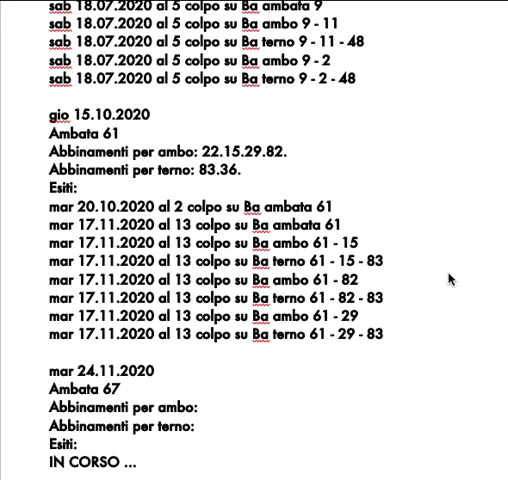 sab 18.07.2020 al 5 colpo su Ba ambata 9
sab 18.07.2020 al 5 colpo su Ba ambo 9 - 11
sab 18.07.2020 al 5 colpo su Ba terno 9 - 11 - 48
sab 18.07.2020 al 5 colpo su Ba ambo 9 - 2
sab 18.07.2020 al 5 colpo su Ba terno 9 - 2 - 48
gio 15.10.2020
Ambata 61
Abbinamenti per ambo: 22.15.29.82.
Abbinamenti per terno: 83.36.
Esiti:
mar 20.10.2020 al 2 colpo su Ba ambata 61
mar 17.11.2020 al 13 colpo su Ba ambata 61
mar 17.11.2020 al 13 colpo su Ba ambo 61 - 15
mar 17.11.2020 al 13 colpo su Ba terno 61 - 15 - 83
mar 17.11.2020 al 13 colpo su Ba ambo 61 - 82
mar 17.11.2020 al 13 colpo su Ba terno 61 - 82 - 83
mar 17.11.2020 al 13 colpo su Ba ambo 61 - 29
mar 17.11.2020 al 13 colpo su Ba terno 61 - 29 - 83
mar 24.11.2020
Ambata 67
Abbinamenti per ambo:
Abbinamenti per terno:
Esiti:
IN CORSO ...